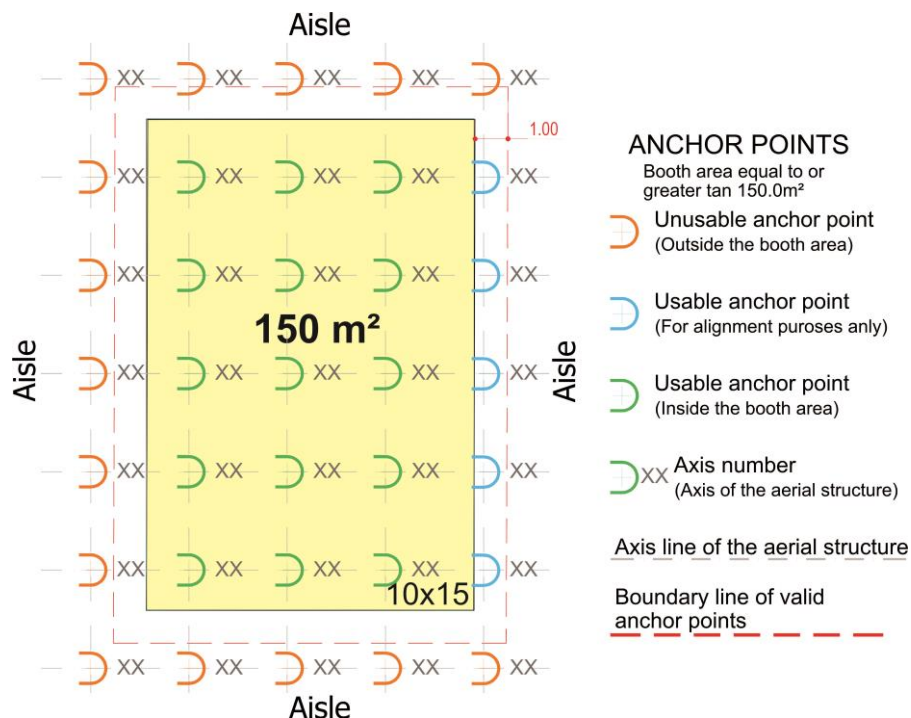 Aisle
XX XX XX XX XX
1.00
XX XX XX XX XX
XX XX XX XX XX
150 m²
Aisle
XX XX XX XX XX
Aisle
XX XX XX XX XX
XX XX XX XX XX
10x15
XX XX XX XX XX
Aisle
ANCHOR POINTS
Booth area equal to or
greater tan 150.0m²
Unusable anchor point
(Outside the booth area)
Usable anchor point
(For alignment puroses anly)
Usable anchor point
(Inside the booth area)
XX Axis number
(Axis of the aerial structure)
Axis line of the aerial structure
Boundary line of valid
anchor points